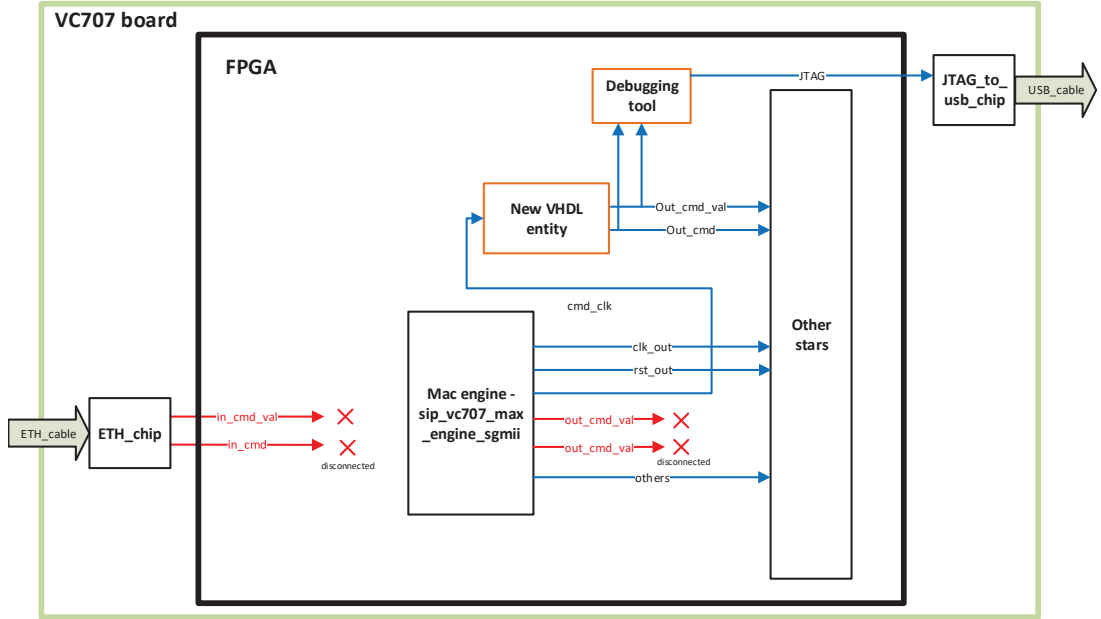 VC707 board
FPGA
Debugging
tool
JTAG
JTAG_to_
usb_chip
USB_cable
New VHDL
entity
Out_cmd_val
Out_cmd
cmd_clk
Other
stars
clk_out
rst_out
Mac engine -
sip_vc707_max
_engine_sgmii
out_cmd_val
out_cmd_val
disconnected
others
ETH_cable
ETH_chip
in_cmd_val
in_cmd
disconnected